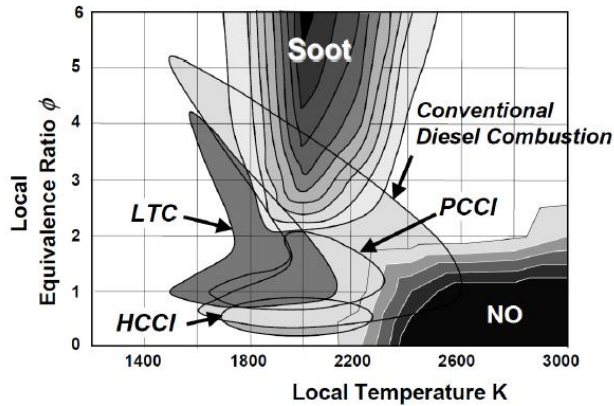 6
5
4
3
2
1
0
Local
Equivalence Ratio ϕ
Soot
Conventional
Diesel Combustion
LTC
PCCI
HCCI
NO
1400
1800
2200
2600
3000
Local Temperature K